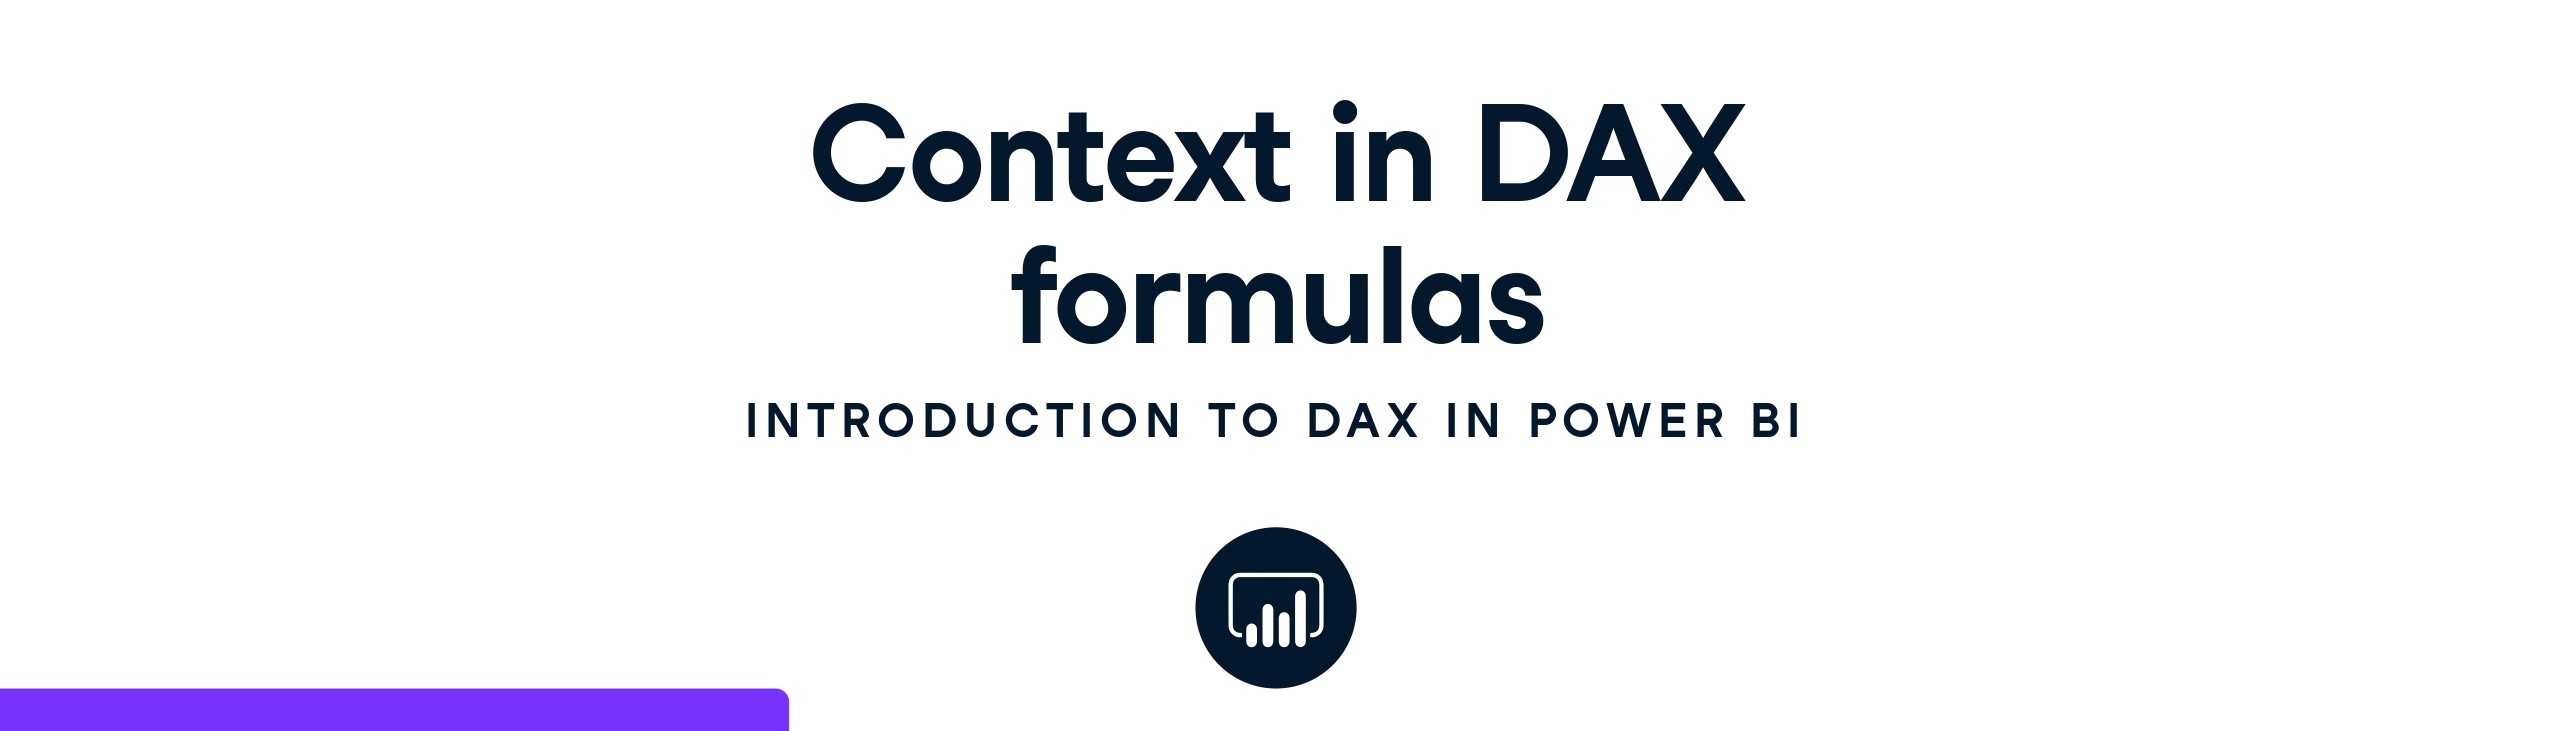 Context in DAX
formulas
INTRODUCTION TO DAX IN POWER BI